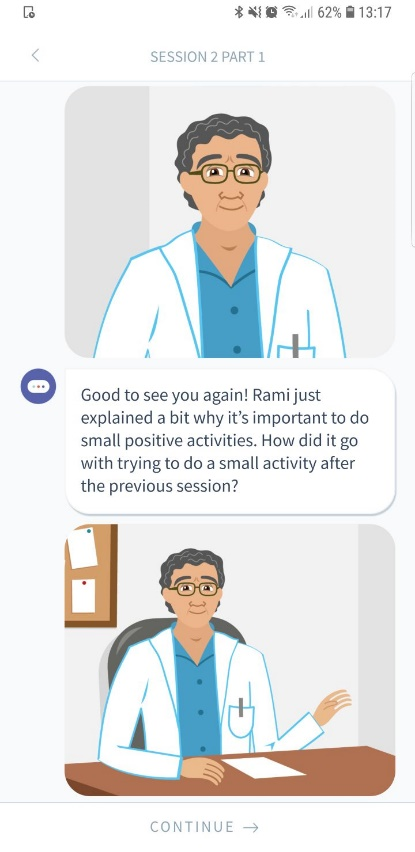 62% 13:17
SESSION 2 PART 1
Good to see you again! Rami just
explained a bit why it’s important to do
small positive activities. How did it go
with trying to do a small activity after
the previous session?
CONTINUE →